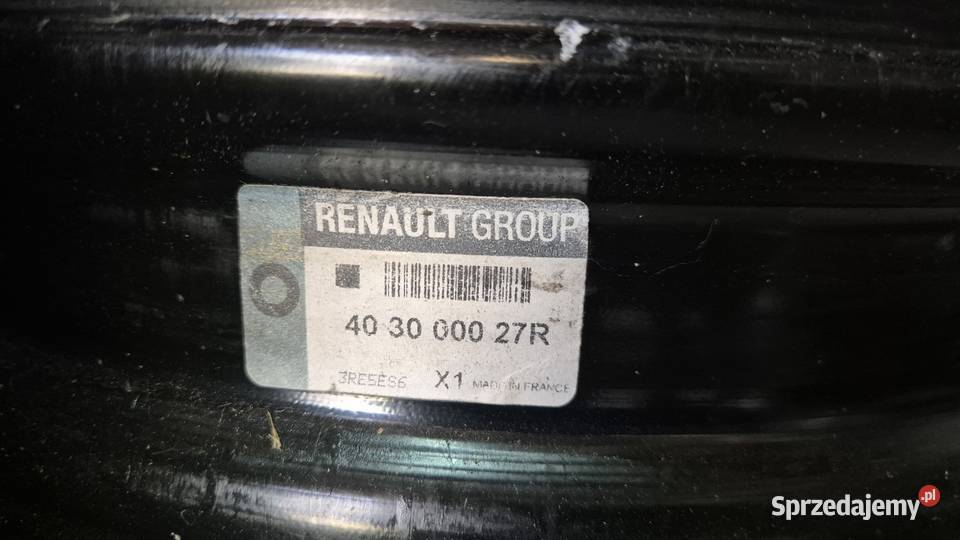 RENAULT GROUP
40 30 000 27R
3RE5ES6 X1 MADE IN FRANCE
Sprzedajemy.pl